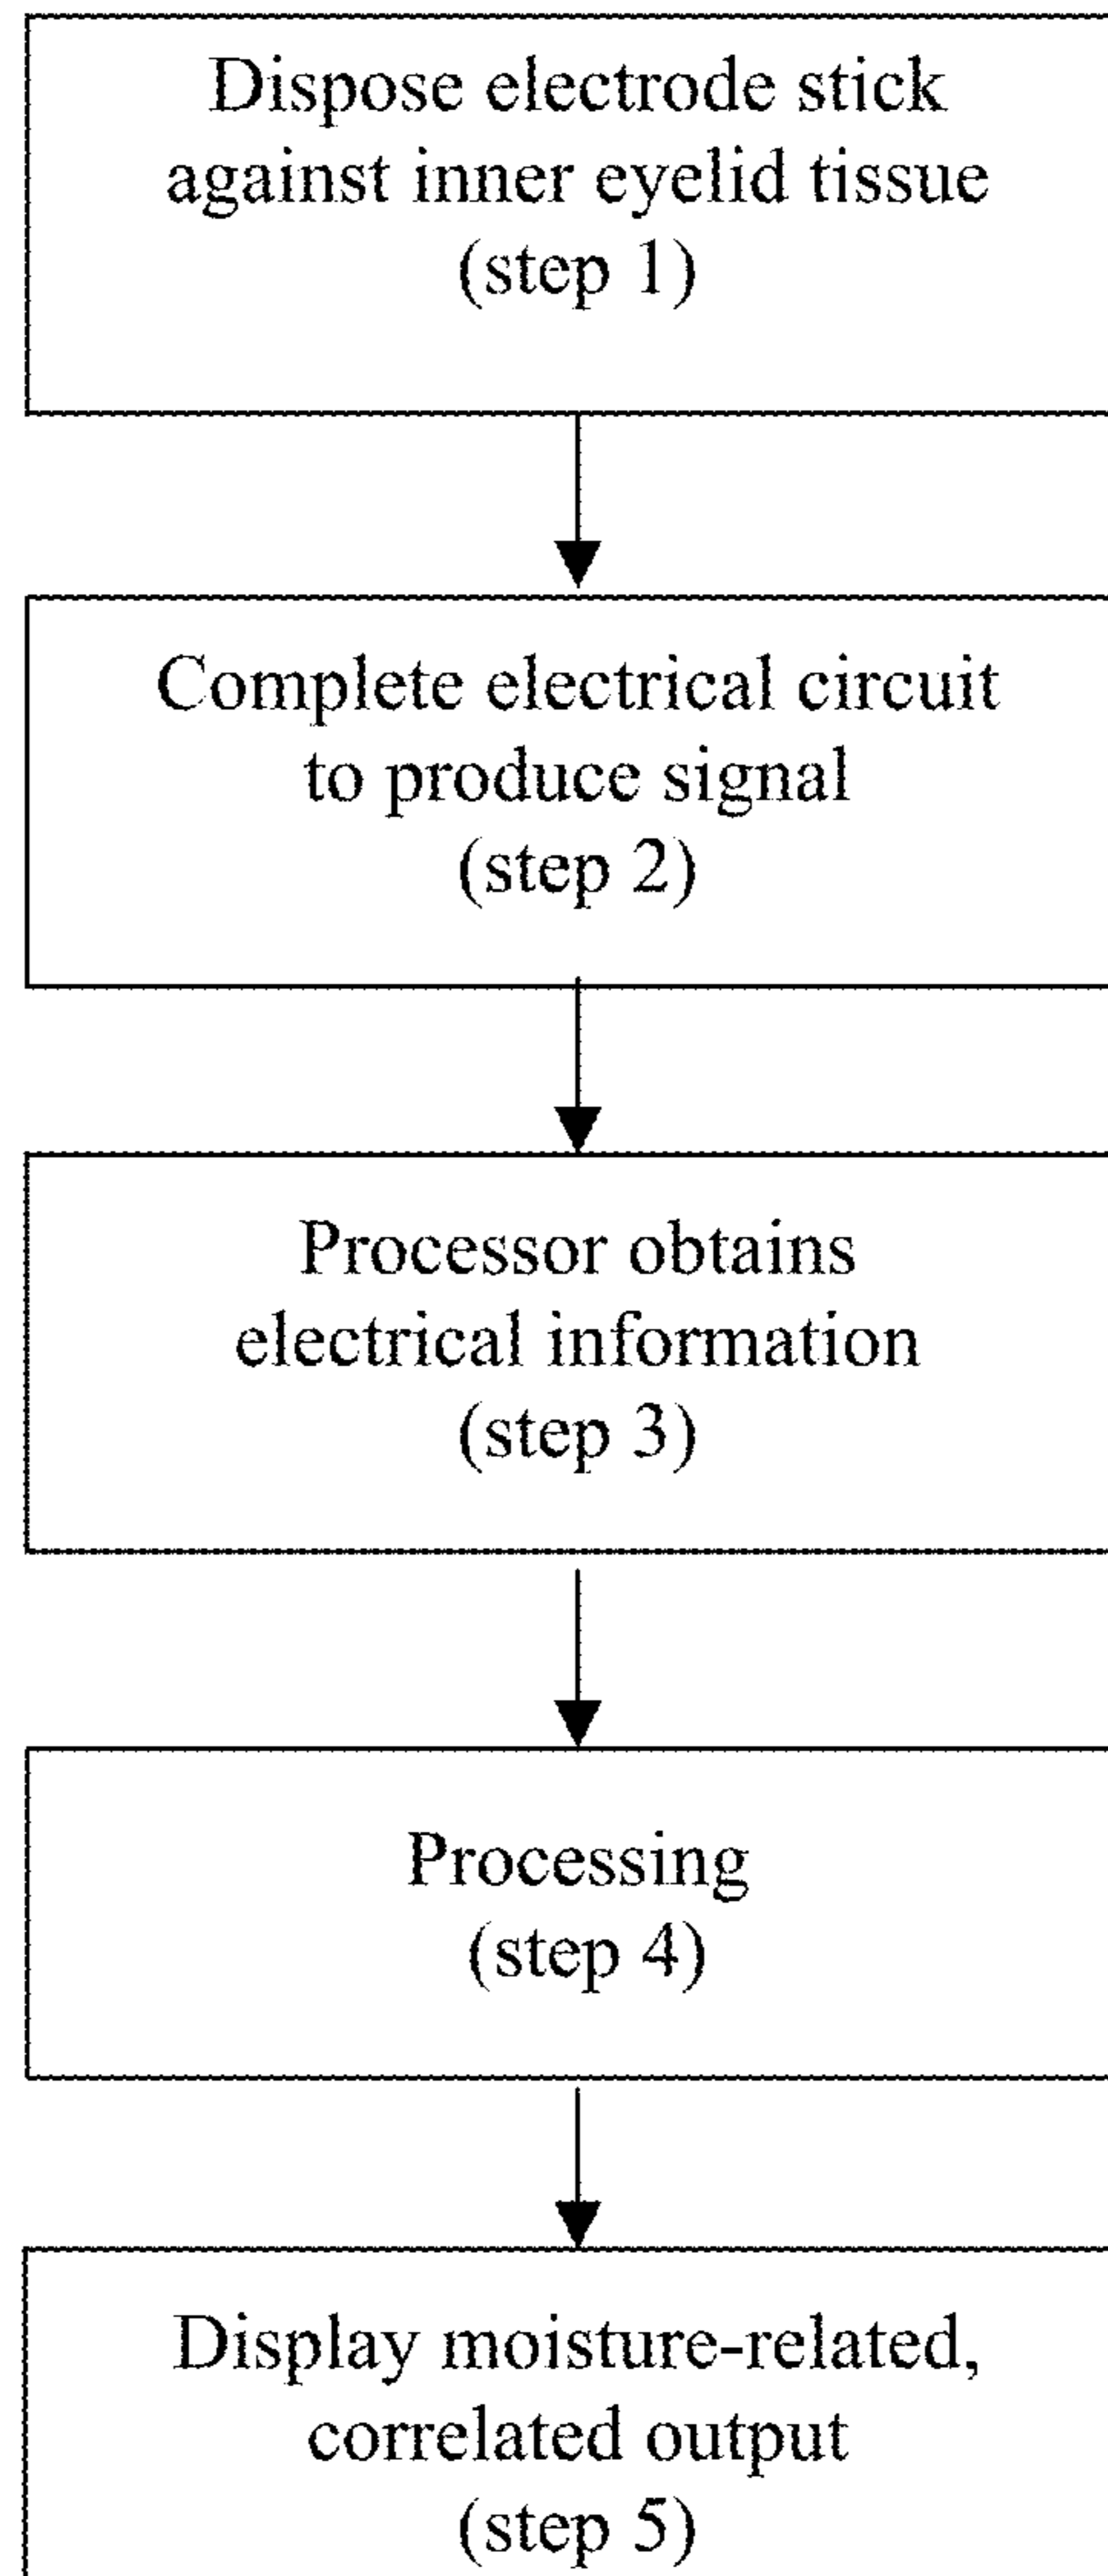 Dispose electrode stick
against inner eyelid tissue
(step 1)
Complete electrical circuit
to produce signal
(step 2)
Processor obtains
electrical information
(step 3)
Processing
(step 4)
Display moisture-related,
correlated output
(step 5)